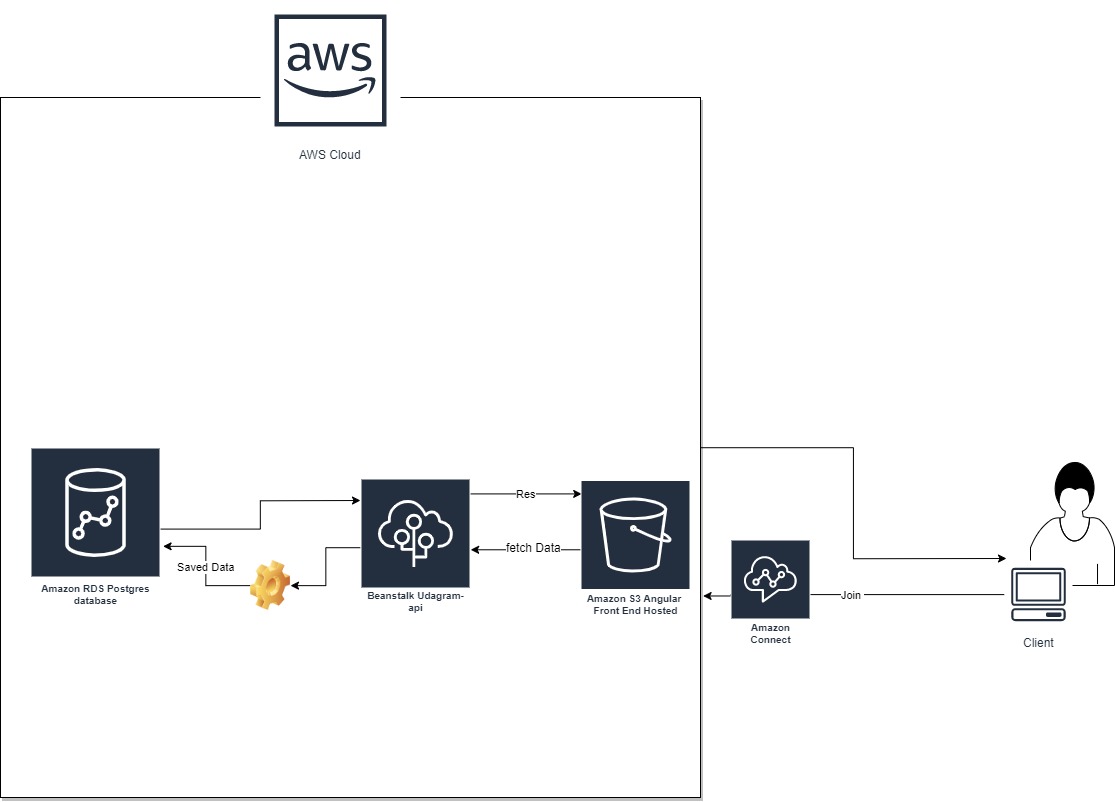 aws
AWS Cloud
Res
fetch Data
Saved Data
Amazon RDS Postgres
database
Beanstalk Udagram-
api
Amazon S3 Angular
Front End Hosted
Join
Amazon
Connect
Client